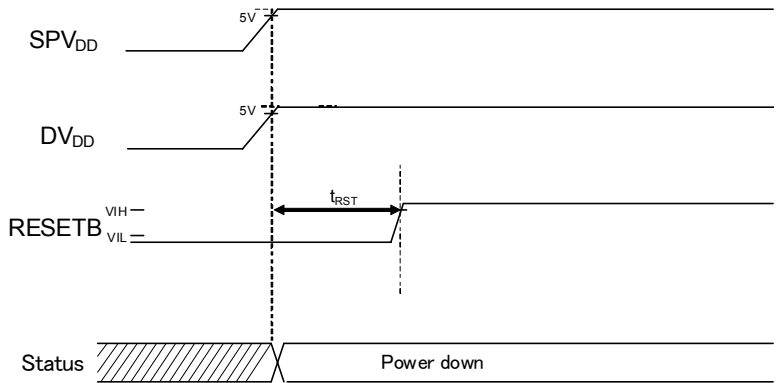 5V
SPVDD
5V
DVDD
tRST
VIH
RESETB
VIL
Status
Power down